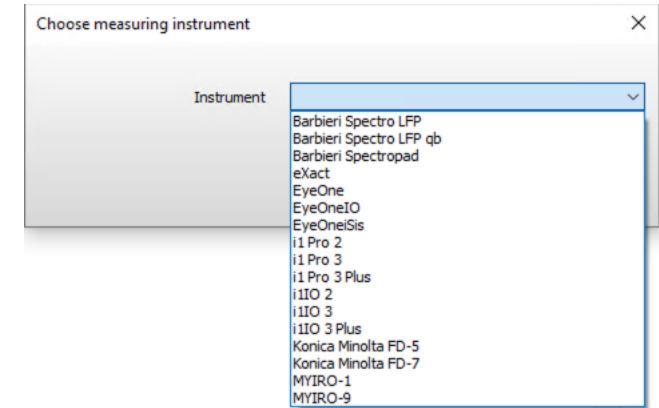 Choose measuring instrument
Instrument
Barbieri Spectro LFP
Barbieri Spectro LFP qb
Barbieri Spectropad
eXact
EyeOne
EyeOneIO
EyeOneiSis
i1 Pro 2
i1 Pro 3
i1 Pro 3 Plus
i1IO 2
i1IO 3
i1IO 3 Plus
Konica Minolta FD-5
Konica Minolta FD-7
MYIRO-1
MYIRO-9